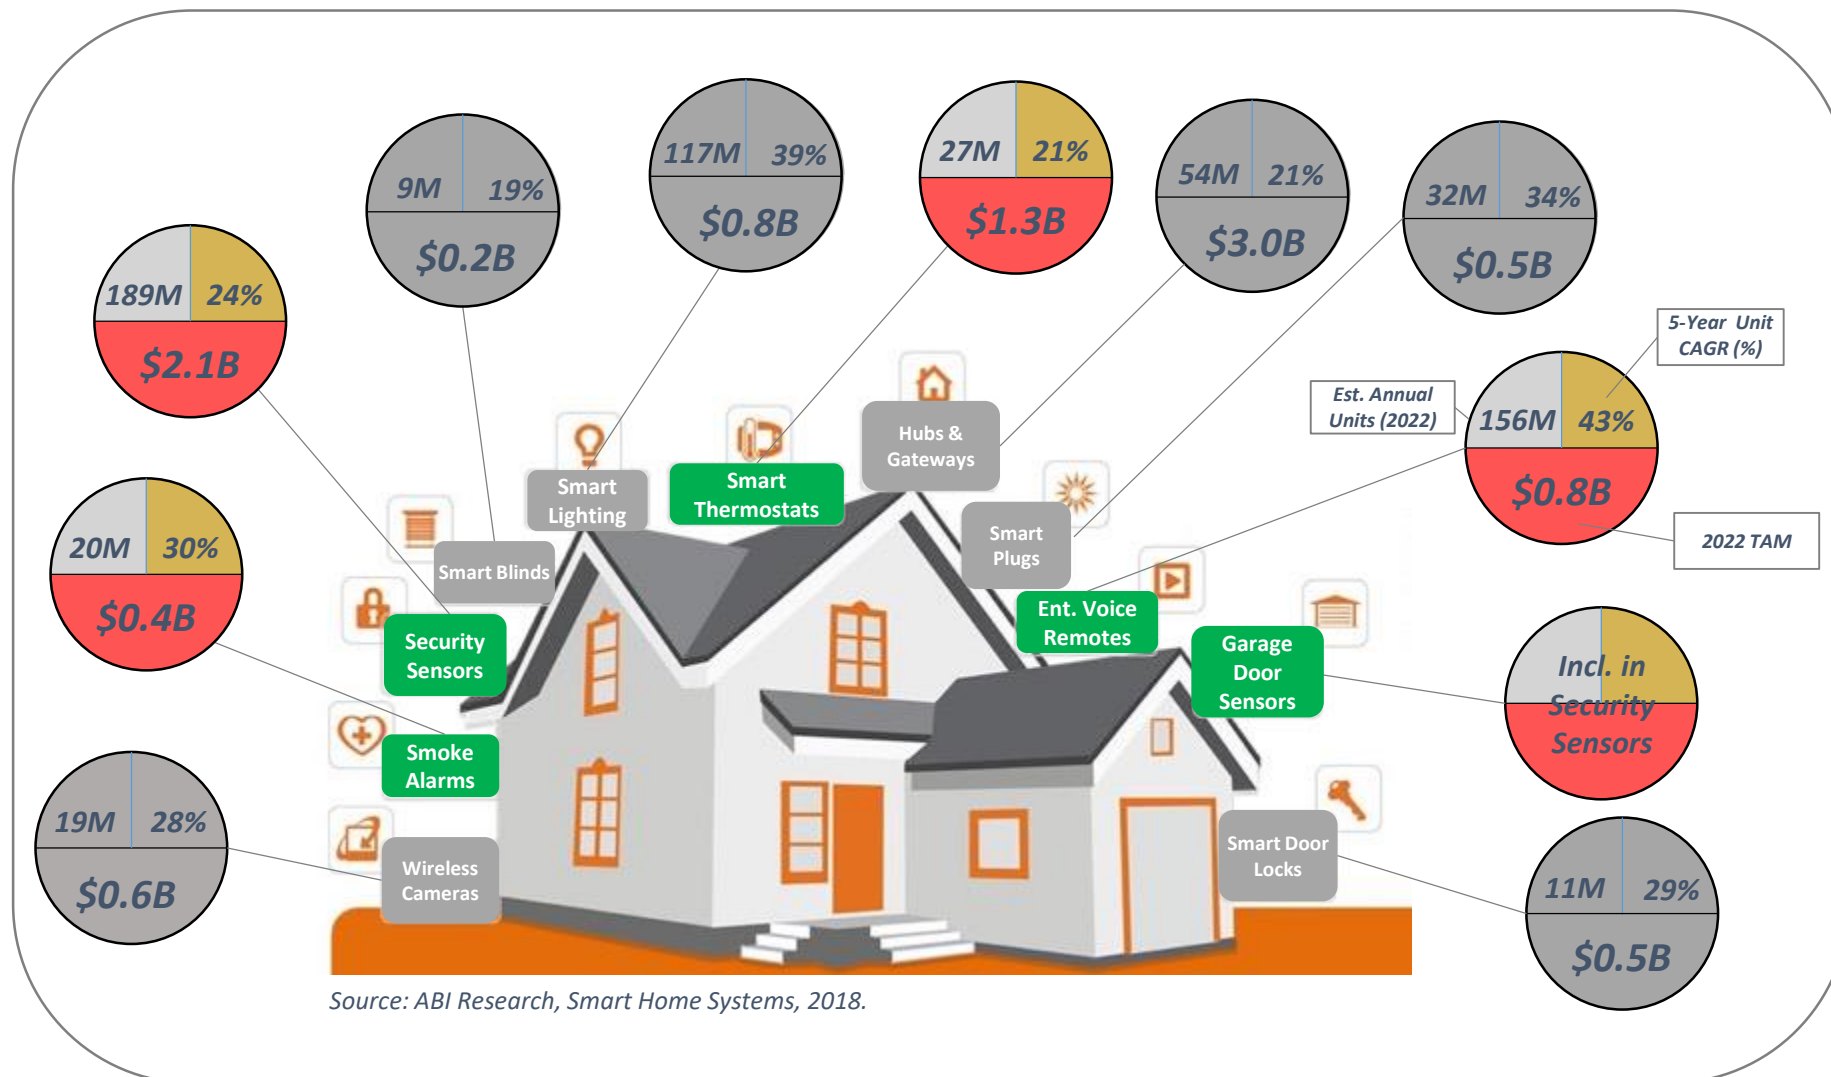 117M 39%
$0.8B
27M 21%
$1.3B
54M 21%
$3.0B
9M 19%
$0.2B
32M 34%
$0.5B
189M 24%
$2.1B
5-Year Unit
CAGR (%)
Est. Annual
Units (2022)
156M 43%
$0.8B
2022 TAM
Hubs &
Gateways
Smart
Lighting
Smart
Thermostats
Smart
Plugs
20M 30%
$0.4B
Smart Blinds
Security
Sensors
Ent. Voice
Remotes
Garage
Door
Sensors
Incl. in
Security
Sensors
Smoke
Alarms
19M 28%
$0.6B
Wireless
Cameras
Smart Door
Locks
11M 29%
$0.5B
Source: ABI Research, Smart Home Systems, 2018.